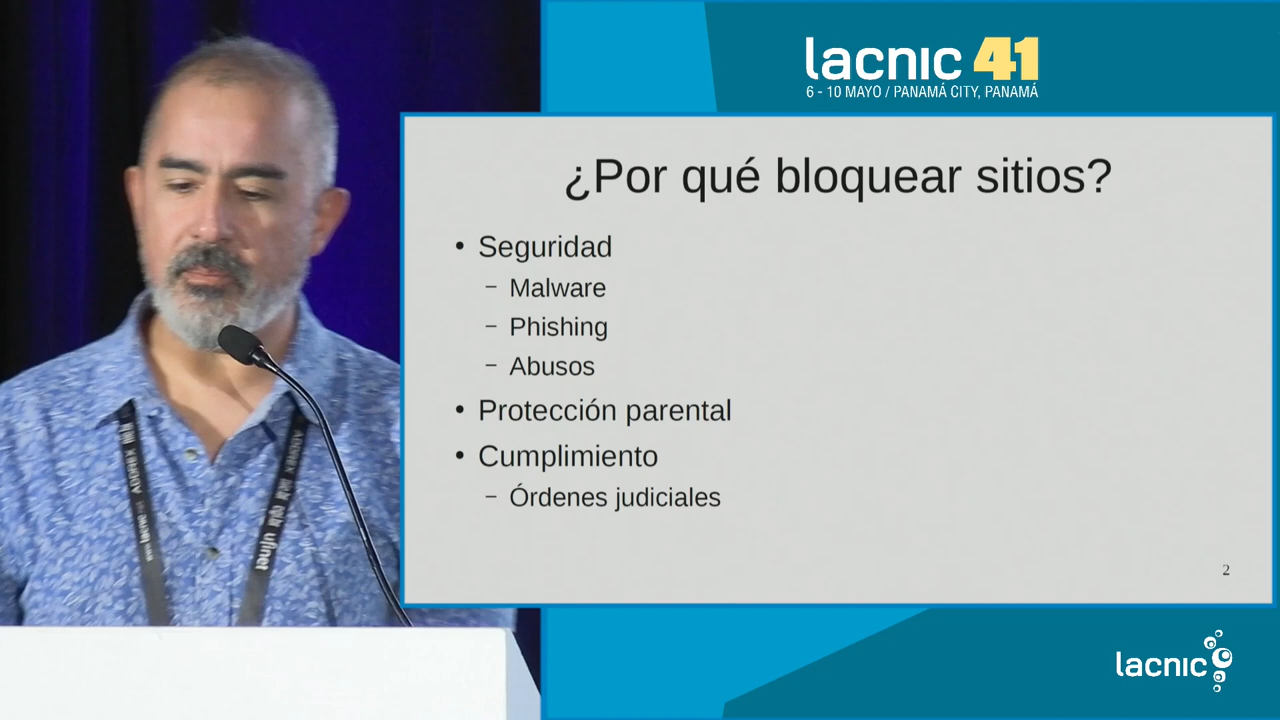 lacnic 41
6 - 10 MAYO / PANAMÁ CITY, PANAMÁ
¿Por qué bloquear sitios?
• Seguridad
– Malware
– Phishing
– Abusos
• Protección parental
• Cumplimiento
– Órdenes judiciales
2
ufinet
lacnic